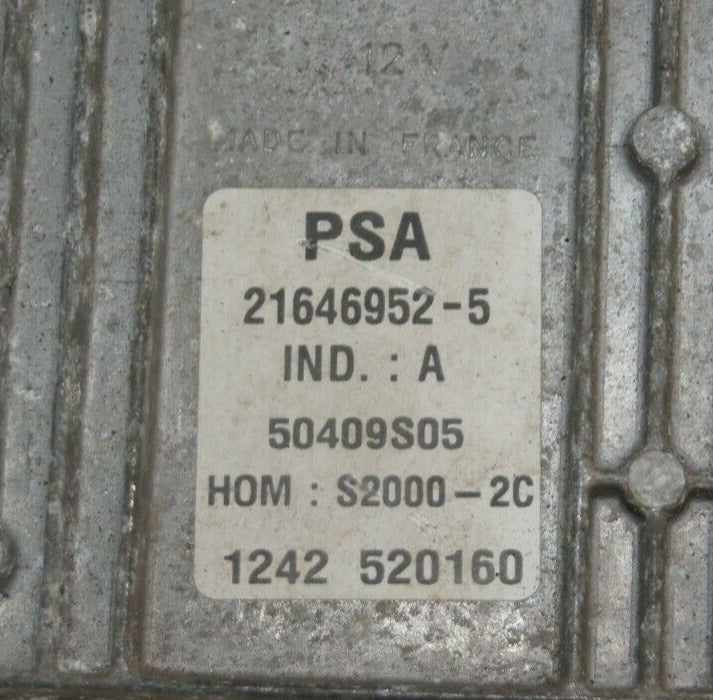 12 V
MADE IN FRANCE
PSA
21646952-5
IND. : A
50409S05
HOM : S2000-2C
1242 520160